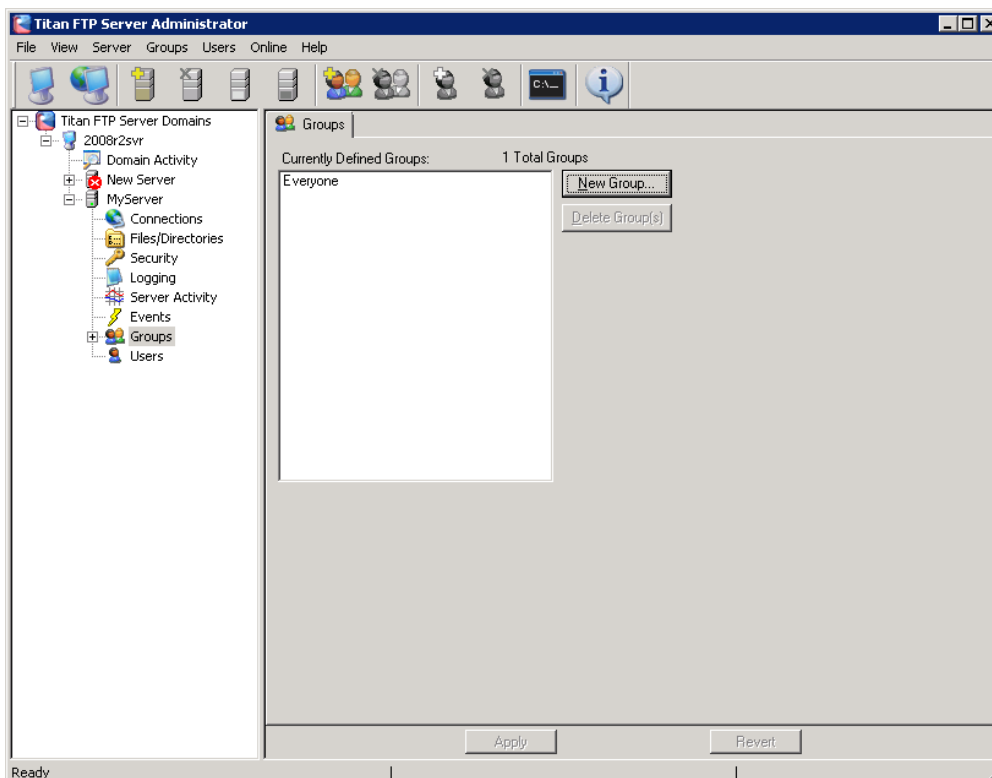 Titan FTP Server Administrator
File View Server Groups Users Online Help
C:\_
Titan FTP Server Domains
2008r2svr
Domain Activity
New Server
MyServer
Connections
Files/Directories
Security
Logging
Server Activity
Events
Groups
Users
Groups
Currently Defined Groups: 1 Total Groups
Everyone
New Group...
Delete Group(s)
Apply Revert
Ready